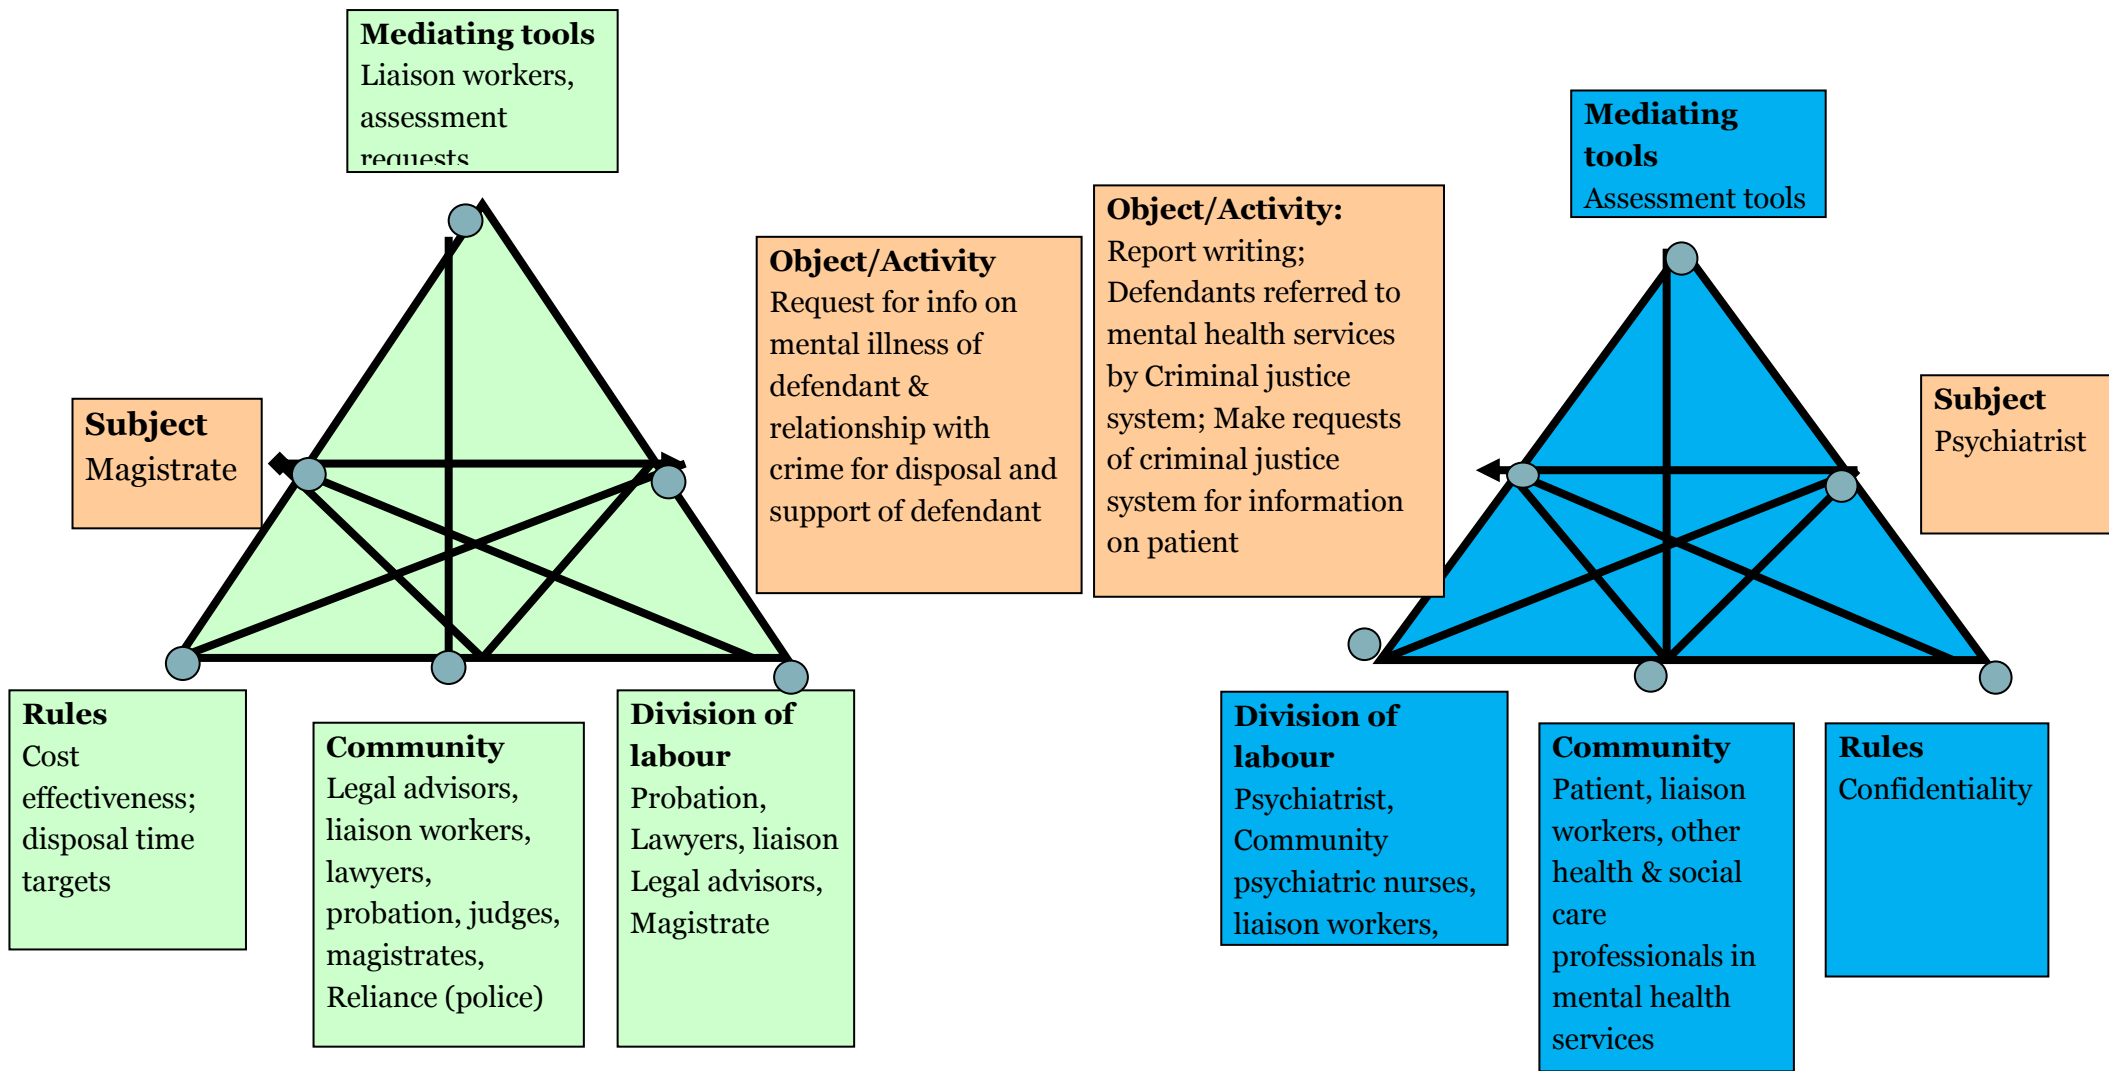 Mediating tools
Liaison workers,
assessment
requests
Subject
Magistrate
Object/Activity
Request for info on
mental illness of
defendant &
relationship with
crime for disposal and
support of defendant
Rules
Cost
effectiveness;
disposal time
targets
Community
Legal advisors,
liaison workers,
lawyers,
probation, judges,
magistrates,
Reliance (police)
Division of
labour
Probation,
Lawyers, liaison
Legal advisors,
Magistrate
Object/Activity:
Report writing;
Defendants referred to
mental health services
by Criminal justice
system; Make requests
of criminal justice
system for information
on patient
Mediating
tools
Assessment tools
Subject
Psychiatrist
Division of
labour
Psychiatrist,
Community
psychiatric nurses,
liaison workers,
Community
Patient, liaison
workers, other
health & social
care
professionals in
mental health
services
Rules
Confidentiality